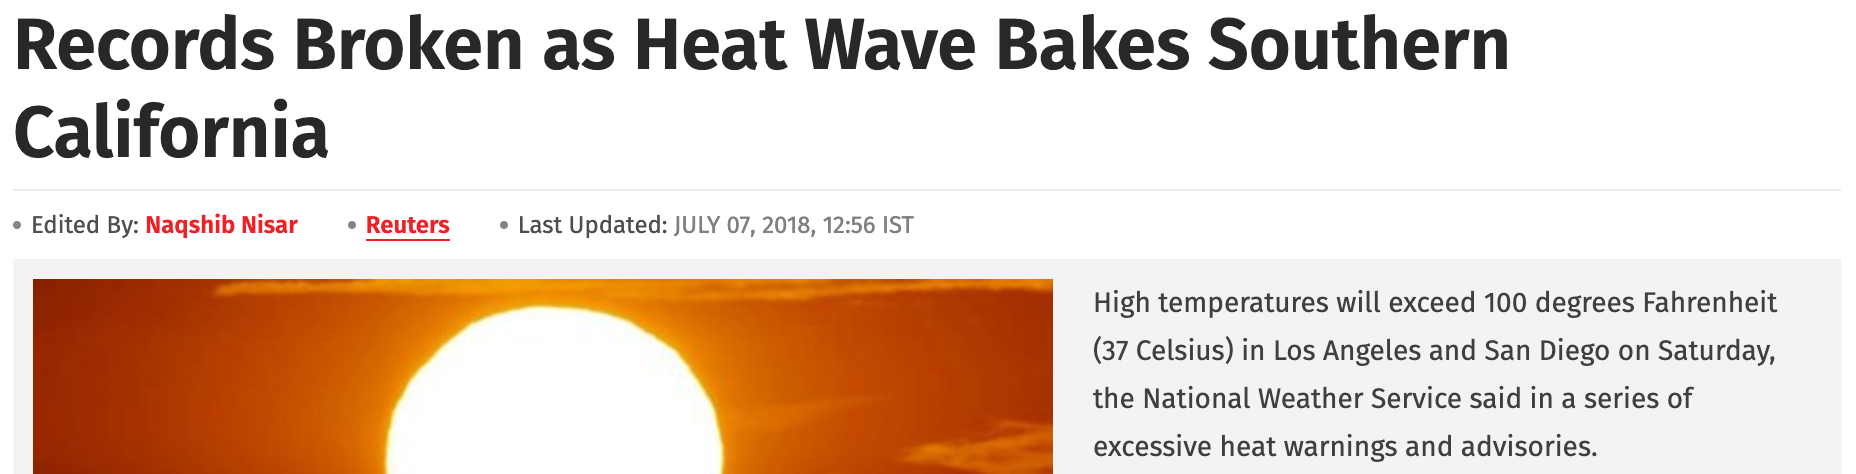 Records Broken as Heat Wave Bakes Southern
California
• Edited By: Naqshib Nisar • Reuters • Last Updated: JULY 07, 2018, 12:56 IST
High temperatures will exceed 100 degrees Fahrenheit
(37 Celsius) in Los Angeles and San Diego on Saturday,
the National Weather Service said in a series of
excessive heat warnings and advisories.